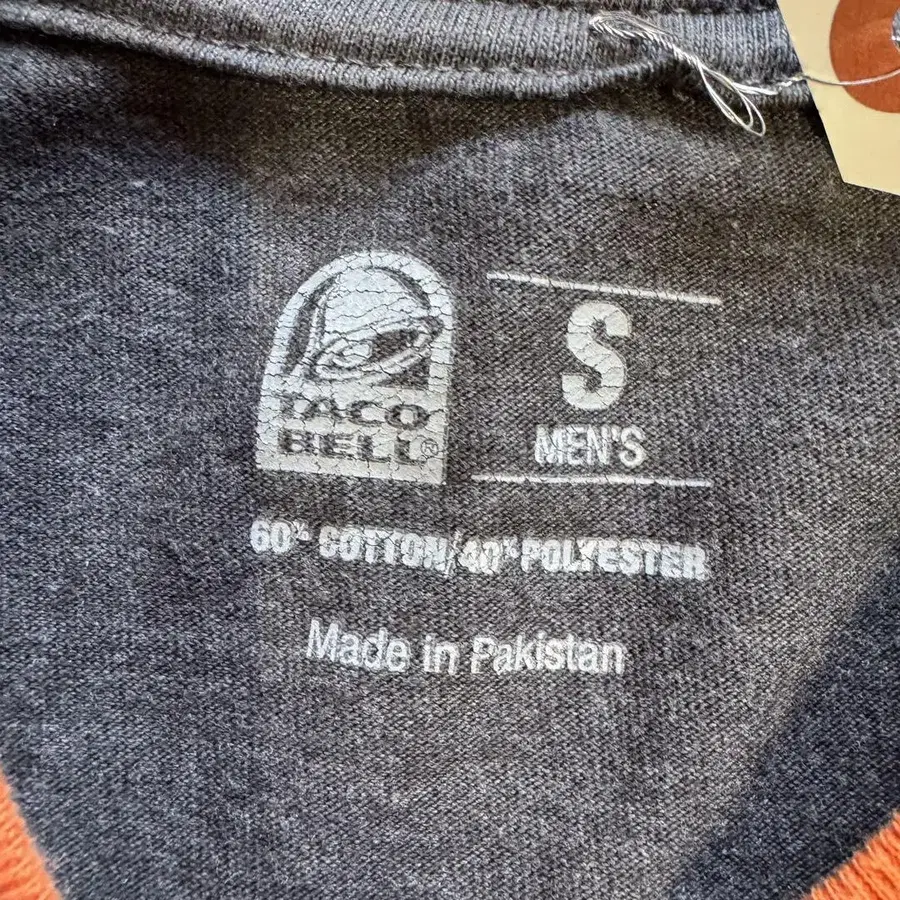 TACO
BELL®
S
MEN'S
60% COTTON/40% POLYESTER
Made in Pakistan